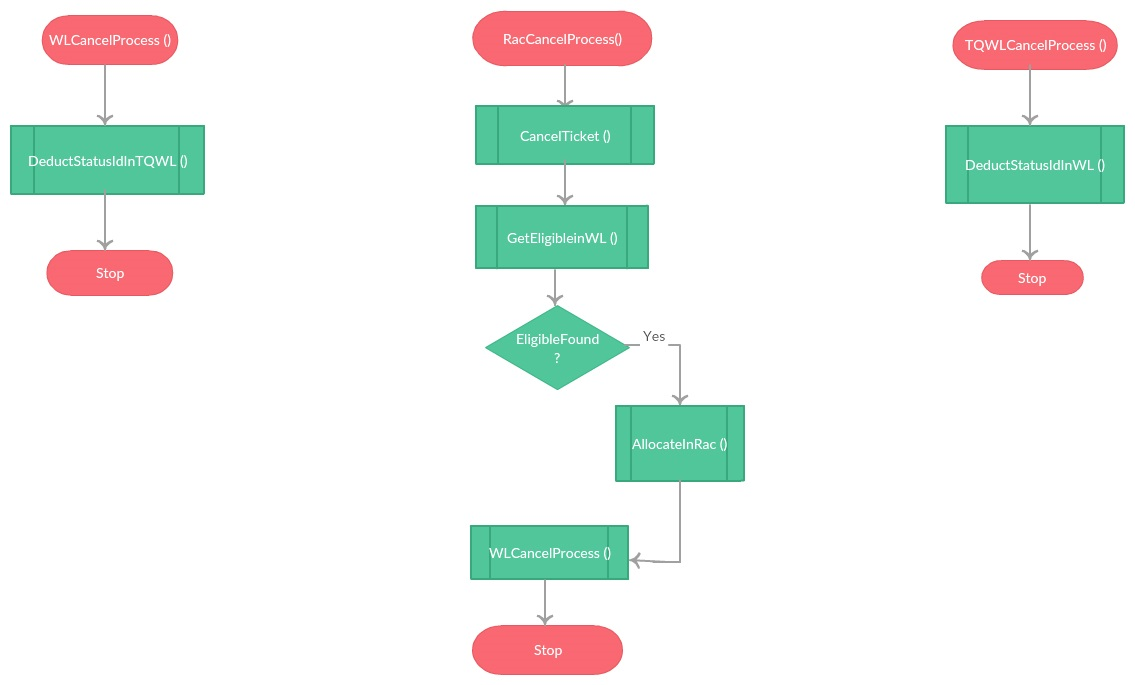 WLCancelProcess ()
DeductStatusIdInTQWL ()
Stop
RacCancelProcess()
CancelTicket ()
GetEligibleinWL ()
EligibleFound
?
Yes
AllocateInRac ()
WLCancelProcess ()
Stop
TQWLCancelProcess ()
DeductStatusIdInWL ()
Stop